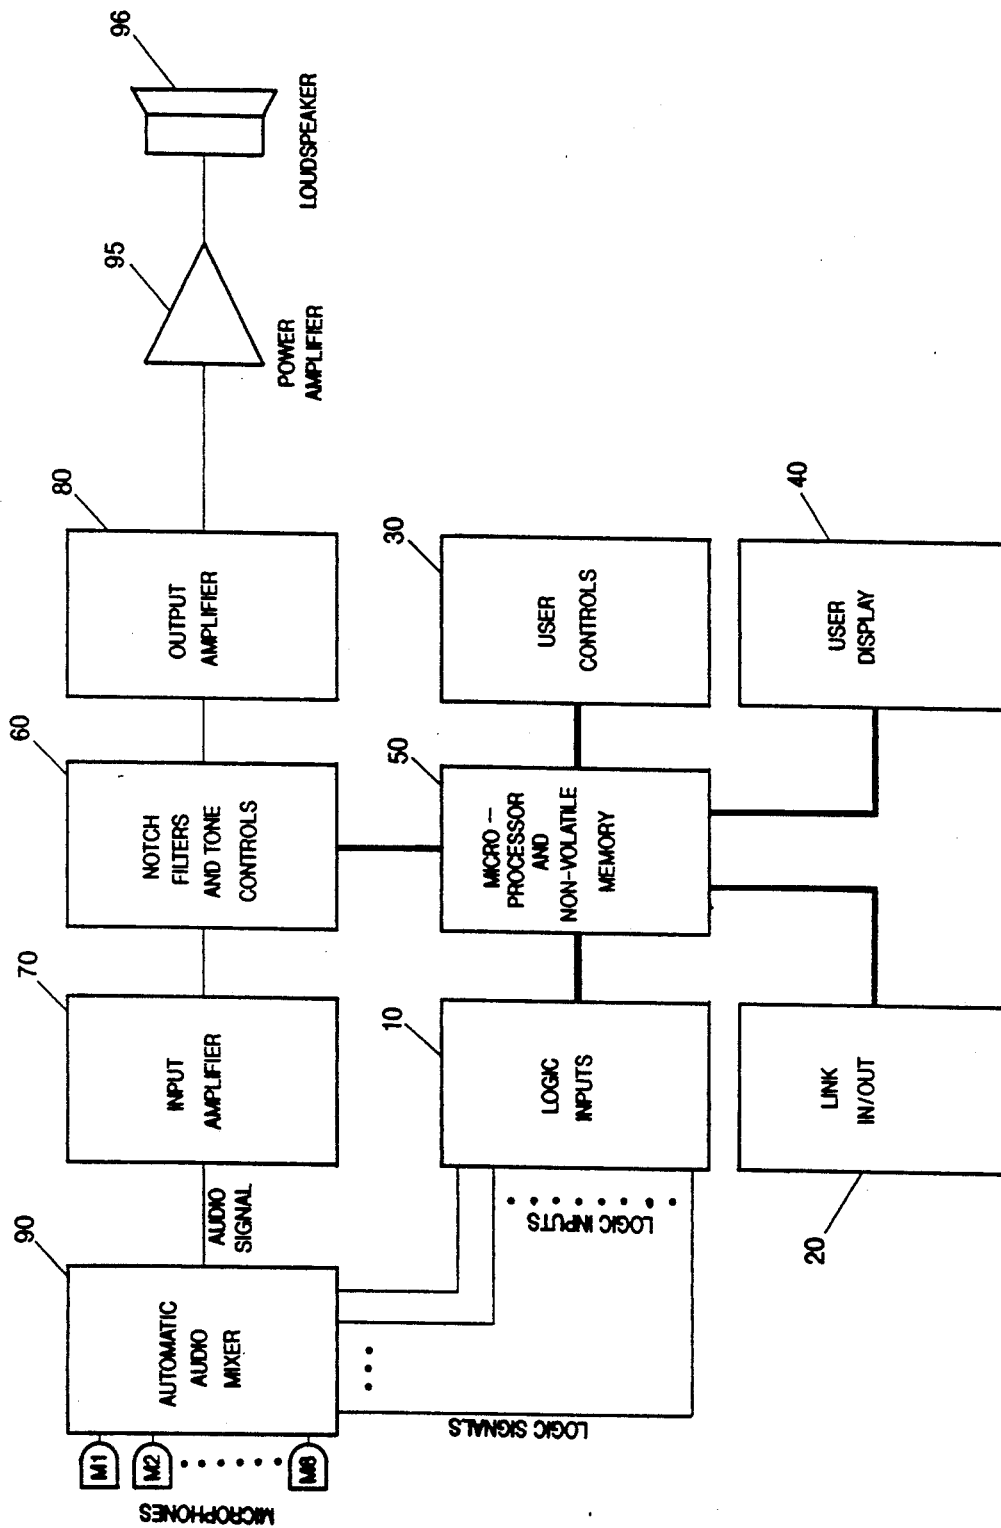 M1
M2
M8
MICROPHONES
90
AUTOMATIC
AUDIO
MIXER
AUDIO
SIGNAL
70
INPUT
AMPLIFIER
60
NOTCH
FILTERS
AND TONE
CONTROLS
80
OUTPUT
AMPLIFIER
95
POWER
AMPLIFIER
96
LOUDSPEAKER
LOGIC SIGNALS
LOGIC INPUTS
10
LOGIC
INPUTS
50
MICRO-
PROCESSOR
AND
NON-VOLATILE
MEMORY
30
USER
CONTROLS
20
LINK
IN/OUT
40
USER
DISPLAY